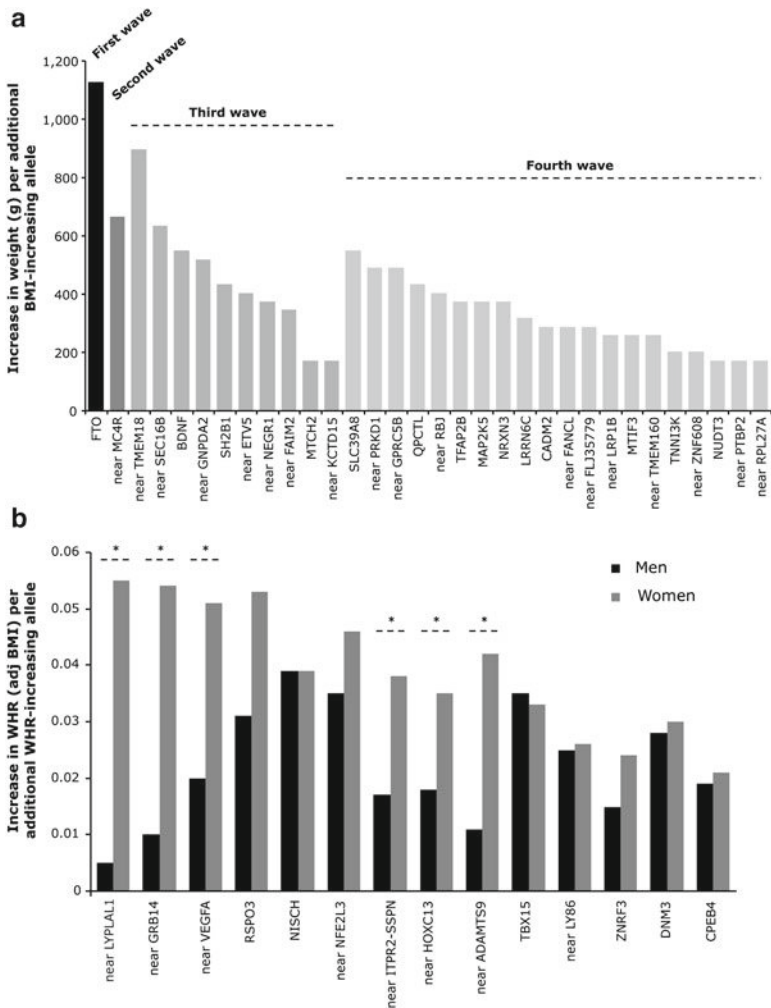 a
First wave
Second wave
Third wave
Fourth wave
Increase in weight (g) per additional
BMI-increasing allele
1,200
1,000
800
600
400
200
0
FTO
near MC4R
near TMEM18
near SEC16B
BDNF
near GNPDA2
SH2B1
near ETV5
near NEGR1
near FAIM2
MTCH2
near KCTD15
SLC39A8
near PRKD1
near GPRC5B
QPCTL
near RBJ
TFAP2B
MAP2K5
NRXN3
LRRN6C
CADM2
near FANCL
near FLJ35779
near LRP1B
MTIF3
near TMEM160
TNNI3K
near ZNF608
NUDT3
near PTBP2
near RPL27A
b
Increase in WHR (adj BMI) per
additional WHR-increasing allele
0.06
0.05
0.04
0.03
0.02
0.01
0
* * *
* * *
Men
Women
near LYPLAL1
near GRB14
near VEGFA
RSPO3
NISCH
near NFE2L3
near ITPR2-SSPN
near HOXC13
near ADAMTS9
TBX15
near LY86
ZNRF3
DNM3
CPEB4